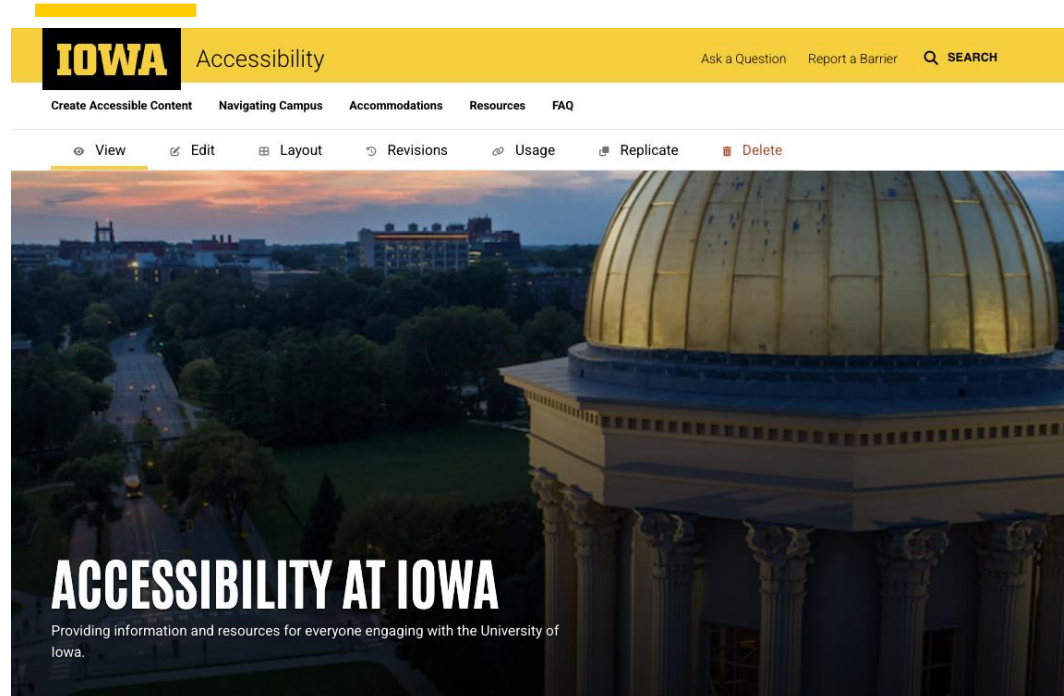 IOWA Accessibility Ask a Question Report a Barrier SEARCH
Create Accessible Content Navigating Campus Accommodations Resources FAQ
View Edit Layout Revisions Usage Replicate Delete
ACCESSIBILITY AT IOWA
Providing information and resources for everyone engaging with the University of
Iowa.